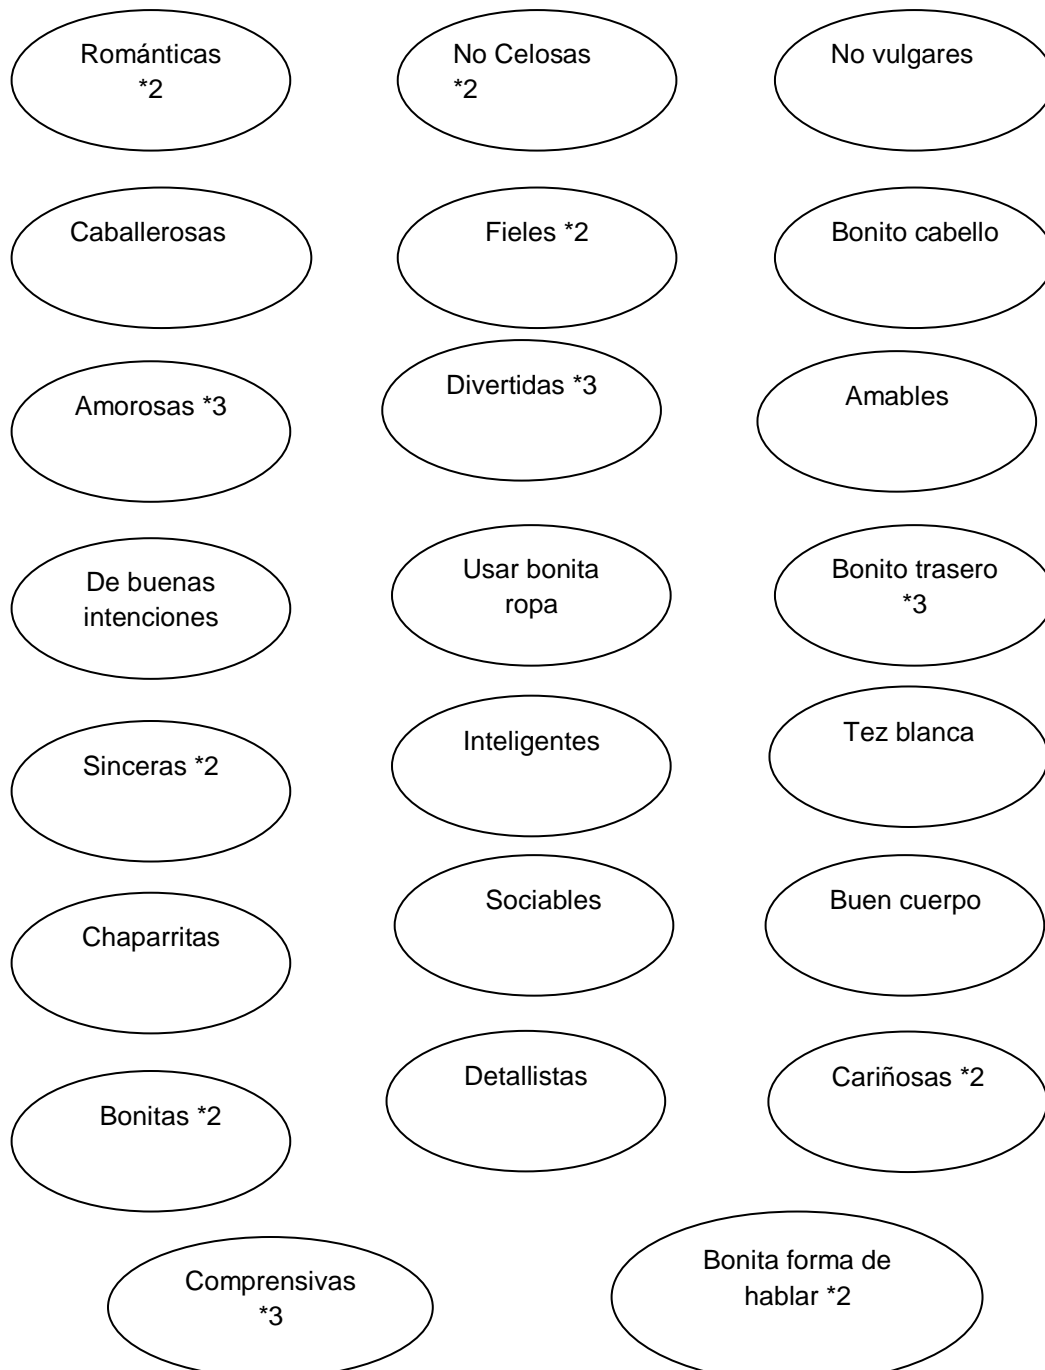 Románticas
*2
No Celosas
*2
No vulgares
Caballerosas
Fieles *2
Bonito cabello
Amorosas *3
Divertidas *3
Amables
De buenas
intenciones
Usar bonita
ropa
Bonito trasero
*3
Sinceras *2
Inteligentes
Tez blanca
Chaparritas
Sociables
Buen cuerpo
Bonitas *2
Detallistas
Cariñosas *2
Comprensivas
*3
Bonita forma de
hablar *2